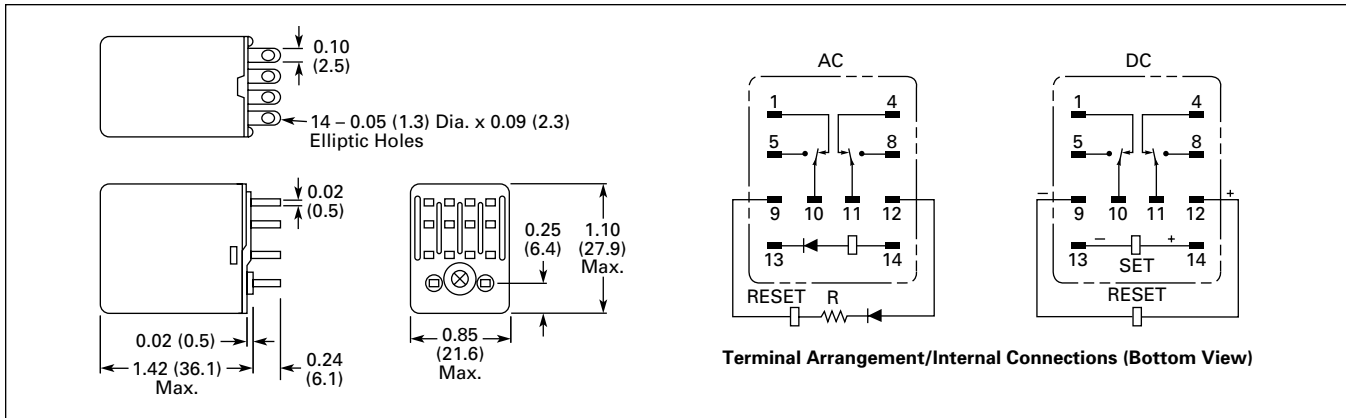 0.10
(2.5)
14 – 0.05 (1.3) Dia. x 0.09 (2.3)
Elliptic Holes
0.02
(0.5)
0.02 (0.5)
1.42 (36.1)
Max.
0.24
(6.1)
0.25
(6.4)
1.10
(27.9)
Max.
0.85
(21.6)
Max.
AC
1 4
5 8
9 10 11 12
13 14
RESET R
DC
1 4
5 8
– +
9 10 11 12
– +
13 14
SET
RESET
Terminal Arrangement/Internal Connections (Bottom View)